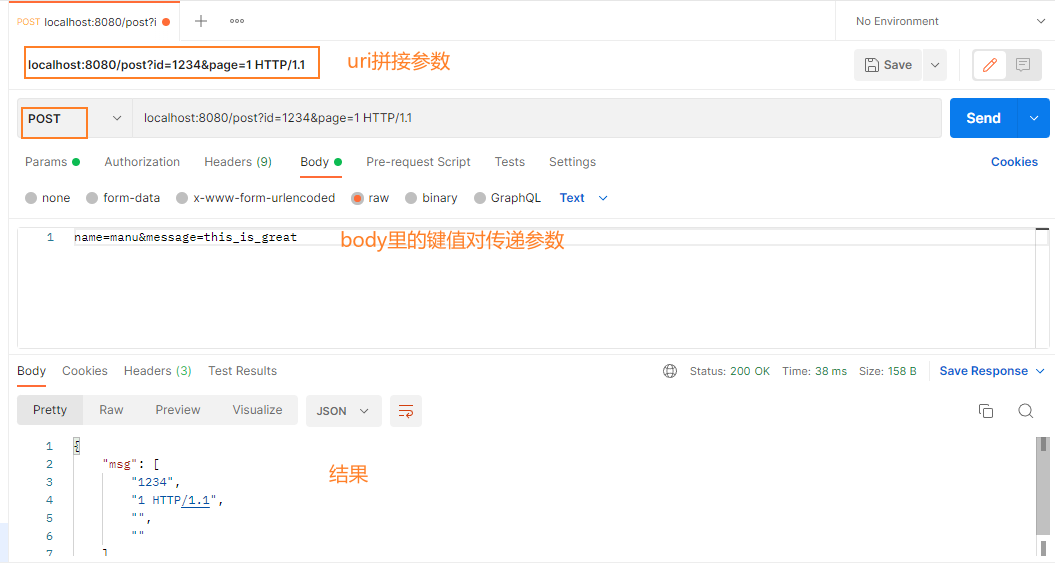 POST localhost:8080/post?i
No Environment
localhost:8080/post?id=1234&page=1 HTTP/1.1
uri拼接参数
Save
POST
localhost:8080/post?id=1234&page=1 HTTP/1.1
Send
Params
Authorization
Headers (9)
Body
Pre-request Script
Tests
Settings
Cookies
none
form-data
x-www-form-urlencoded
raw
binary
GraphQL
Text
1 name=manu&message=this_is_great
body里的键值对传递参数
Body
Cookies
Headers (3)
Test Results
Status: 200 OK
Time: 38 ms
Size: 158 B
Save Response
Pretty
Raw
Preview
Visualize
JSON
1 {
2 "msg": [
3 "1234",
4 "1 HTTP/1.1",
5 "",
6 ""
7 ]
结果